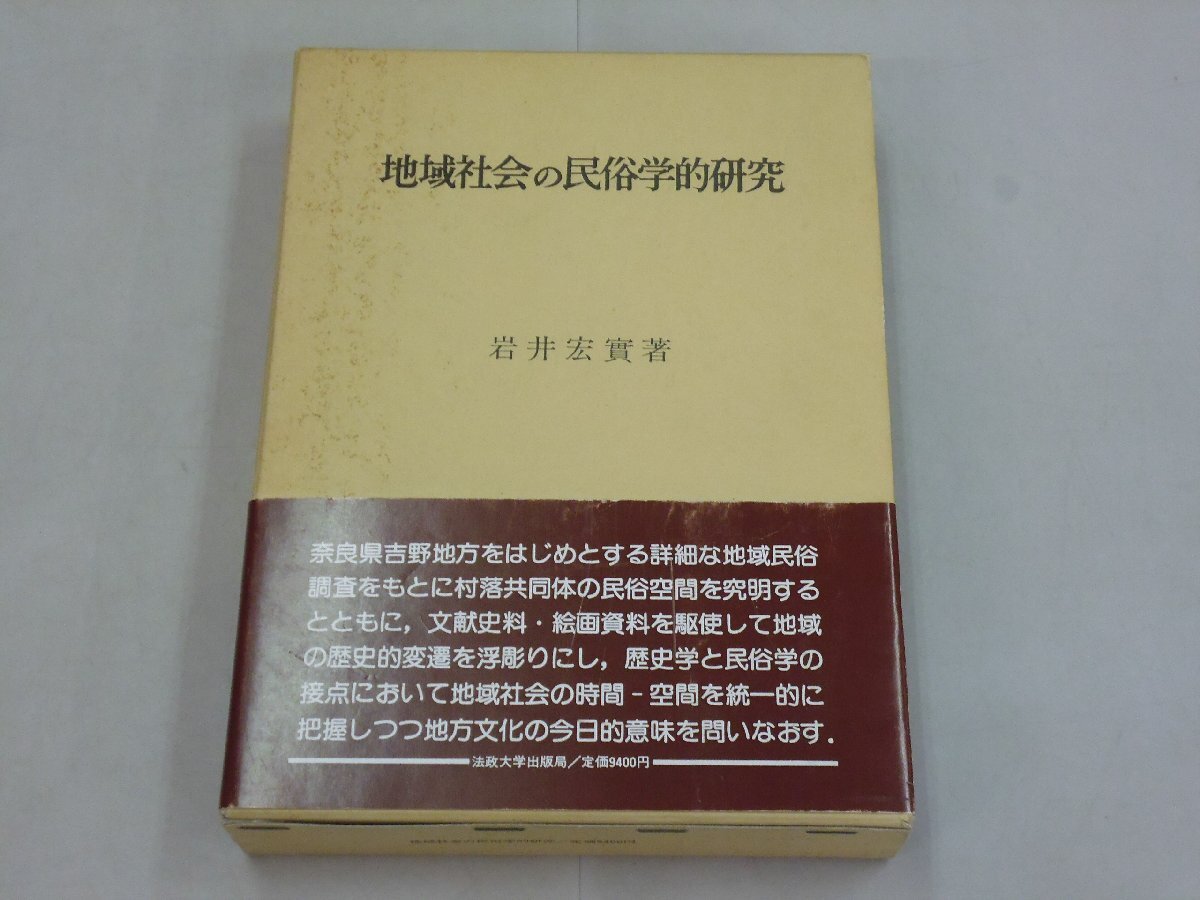 地域社会の民俗学的研究
岩井宏實著
奈良県吉野地方をはじめとする詳細な地域民俗
調査をもとに村落共同体の民俗空間を究明する
とともに，文献史料・絵画資料を駆使して地域
の歴史的変遷を浮彫りにし，歴史学と民俗学の
接点において地域社会の時間－空間を統一的に
把握しつつ地方文化の今日的意味を問いなおす．
法政大学出版局／定価9400円